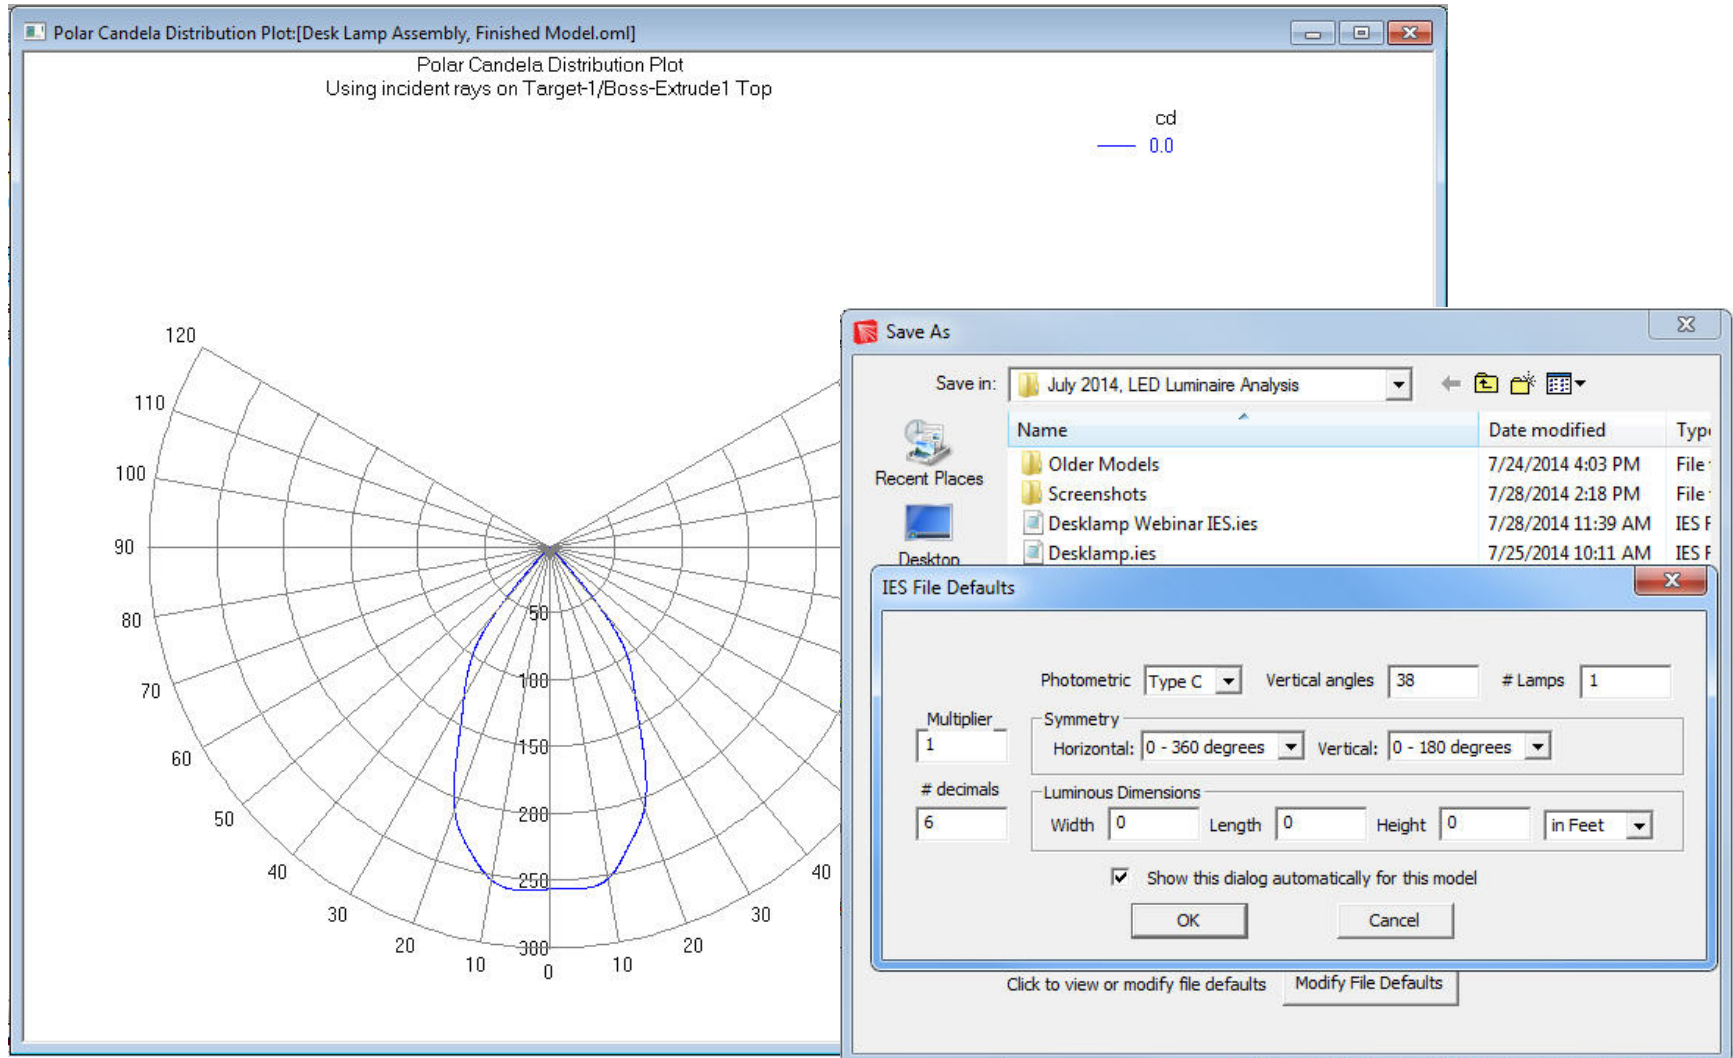 Polar Candela Distribution Plot:[Desk Lamp Assembly, Finished Model.oml]
Polar Candela Distribution Plot
Using incident rays on Target-1/Boss-Extrude1 Top
cd
0.0
120
110
100
90
80
70
60
50
40
30
20
10
0
10
20
30
40
50
100
150
200
250
300
Save As
Save in: July 2014, LED Luminaire Analysis
Name Date modified Type
Recent Places
Desktop
Older Models 7/24/2014 4:03 PM File
Screenshots 7/28/2014 2:18 PM File
Desklamp Webinar IES.ies 7/28/2014 11:39 AM IES F
Desklamp.ies 7/25/2014 10:11 AM IES F
IES File Defaults
Photometric Type C Vertical angles 38 # Lamps 1
Multiplier
1
Symmetry
Horizontal: 0 - 360 degrees Vertical: 0 - 180 degrees
# decimals
6
Luminous Dimensions
Width 0 Length 0 Height 0 in Feet
Show this dialog automatically for this model
OK Cancel
Click to view or modify file defaults Modify File Defaults